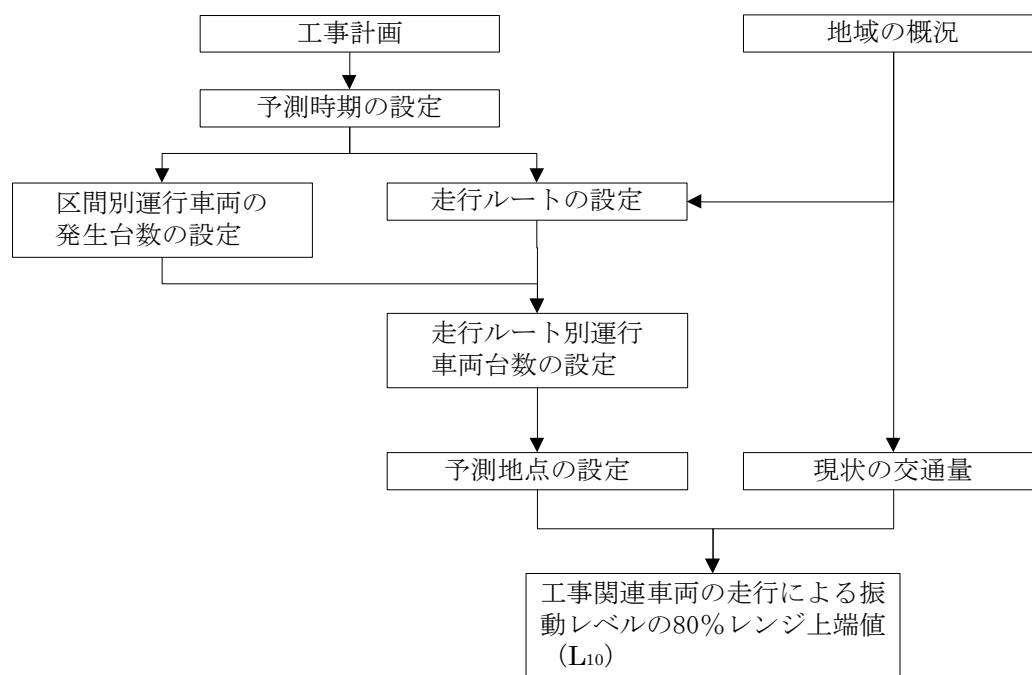 工事計画
地域の概況
予測時期の設定
区間別運行車両の
発生台数の設定
走行ルートの設定
走行ルート別運行
車両台数の設定
予測地点の設定
現状の交通量
工事関連車両の走行による振
動レベルの80%レンジ上端値
（L₁₀）